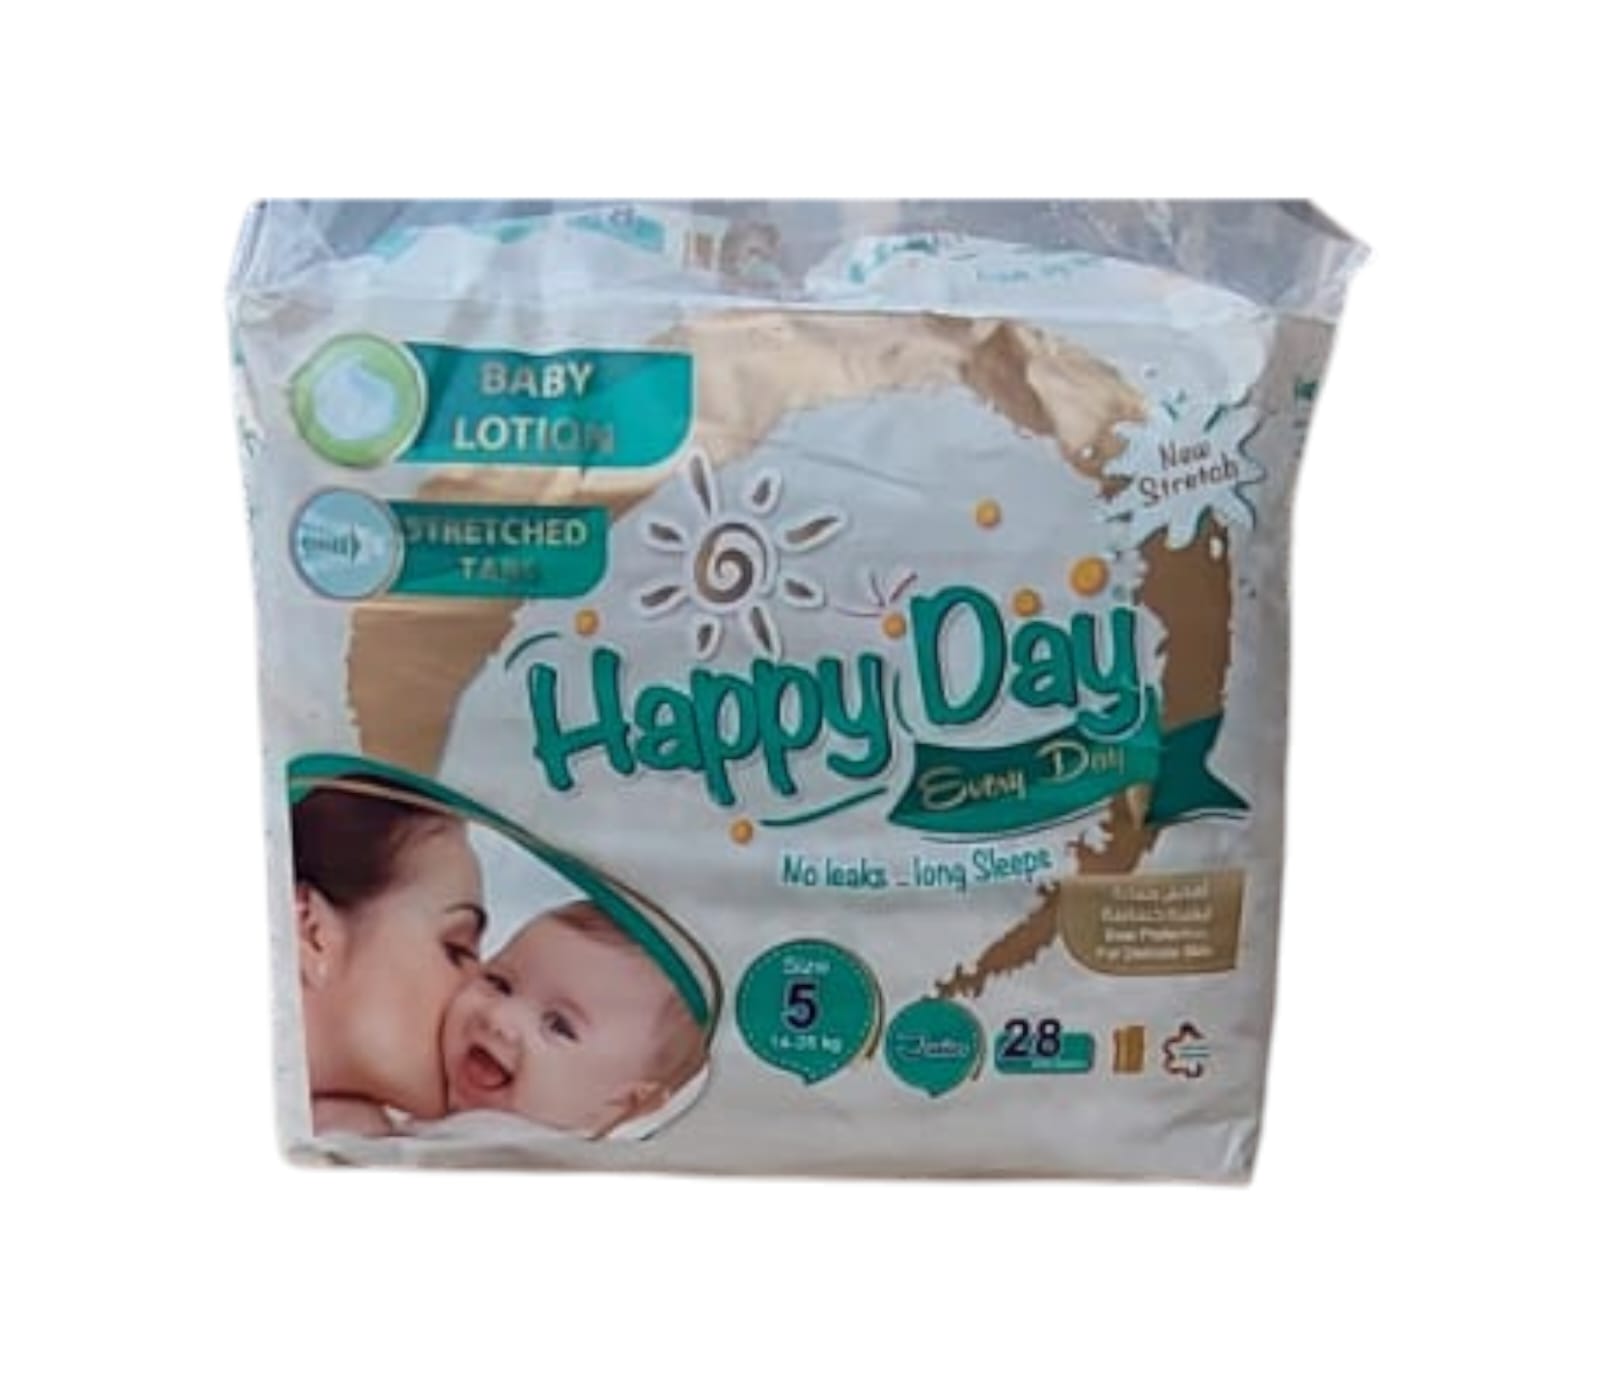 BABY
LOTION
STRETCHED
TABS
New
Stretch
Happy Day
Every Day
No leaks _ long Sleeps
Size
5
28